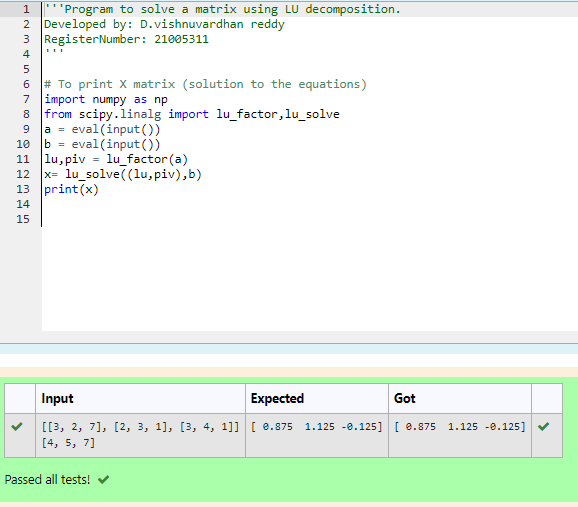 1 '''Program to solve a matrix using LU decomposition.
2 Developed by: D.vishnuvardhan reddy
3 RegisterNumber: 21005311
4 '''
5
6 # To print X matrix (solution to the equations)
7 import numpy as np
8 from scipy.linalg import lu_factor,lu_solve
9 a = eval(input())
10 b = eval(input())
11 lu,piv = lu_factor(a)
12 x= lu_solve((lu,piv),b)
13 print(x)
14
15
Input Expected Got
[[3, 2, 7], [2, 3, 1], [3, 4, 1]] [ 0.875  1.125 -0.125] [ 0.875  1.125 -0.125]
[4, 5, 7]
Passed all tests!